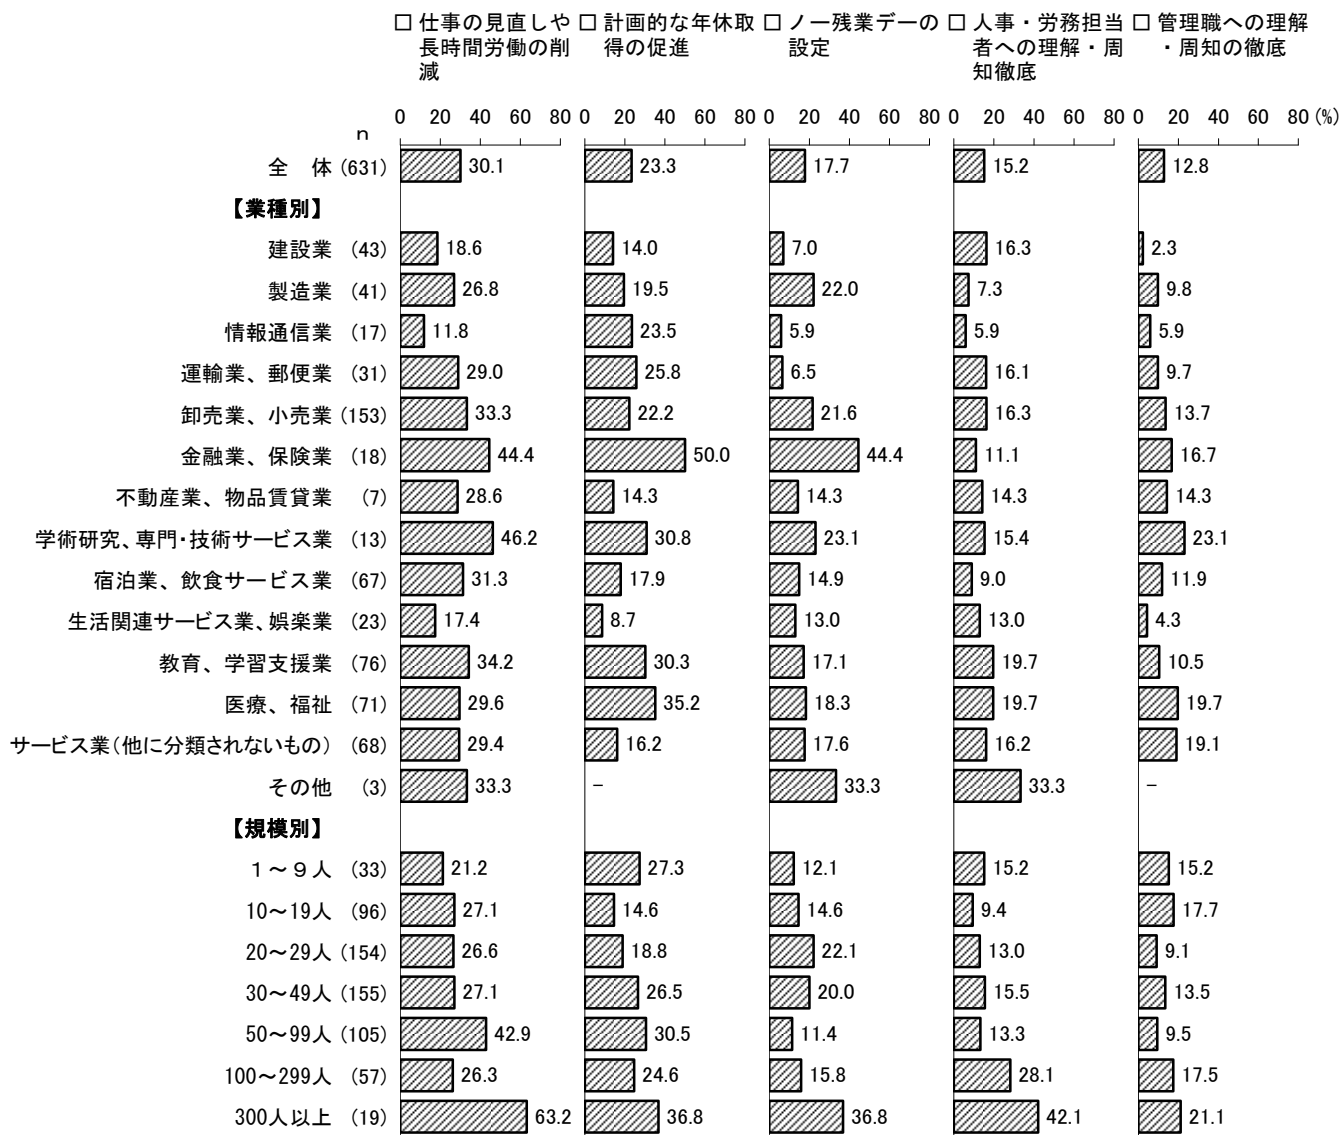 □ 仕事の見直しや長時間労働の削減
□ 計画的な年休取得の促進
□ ノー残業デーの設定
□ 人事・労務担当者への理解・周知徹底
□ 管理職への理解・周知の徹底
n 0 20 40 60 80 0 20 40 60 80 0 20 40 60 80 0 20 40 60 80 0 20 40 60 80 (%)
全 体 (631) 30.1 23.3 17.7 15.2 12.8
【業種別】
建設業 (43) 18.6 14.0 7.0 16.3 2.3
製造業 (41) 26.8 19.5 22.0 7.3 9.8
情報通信業 (17) 11.8 23.5 5.9 5.9 5.9
運輸業、郵便業 (31) 29.0 25.8 6.5 16.1 9.7
卸売業、小売業 (153) 33.3 22.2 21.6 16.3 13.7
金融業、保険業 (18) 44.4 50.0 44.4 11.1 16.7
不動産業、物品賃貸業 (7) 28.6 14.3 14.3 14.3 14.3
学術研究、専門・技術サービス業 (13) 46.2 30.8 23.1 15.4 23.1
宿泊業、飲食サービス業 (67) 31.3 17.9 14.9 9.0 11.9
生活関連サービス業、娯楽業 (23) 17.4 8.7 13.0 13.0 4.3
教育、学習支援業 (76) 34.2 30.3 17.1 19.7 10.5
医療、福祉 (71) 29.6 35.2 18.3 19.7 19.7
サービス業(他に分類されないもの) (68) 29.4 16.2 17.6 16.2 19.1
その他 (3) 33.3 - 33.3 33.3 -
【規模別】
1～9人 (33) 21.2 27.3 12.1 15.2 15.2
10～19人 (96) 27.1 14.6 14.6 9.4 17.7
20～29人 (154) 26.6 18.8 22.1 13.0 9.1
30～49人 (155) 27.1 26.5 20.0 15.5 13.5
50～99人 (105) 42.9 30.5 11.4 13.3 9.5
100～299人 (57) 26.3 24.6 15.8 28.1 17.5
300人以上 (19) 63.2 36.8 36.8 42.1 21.1